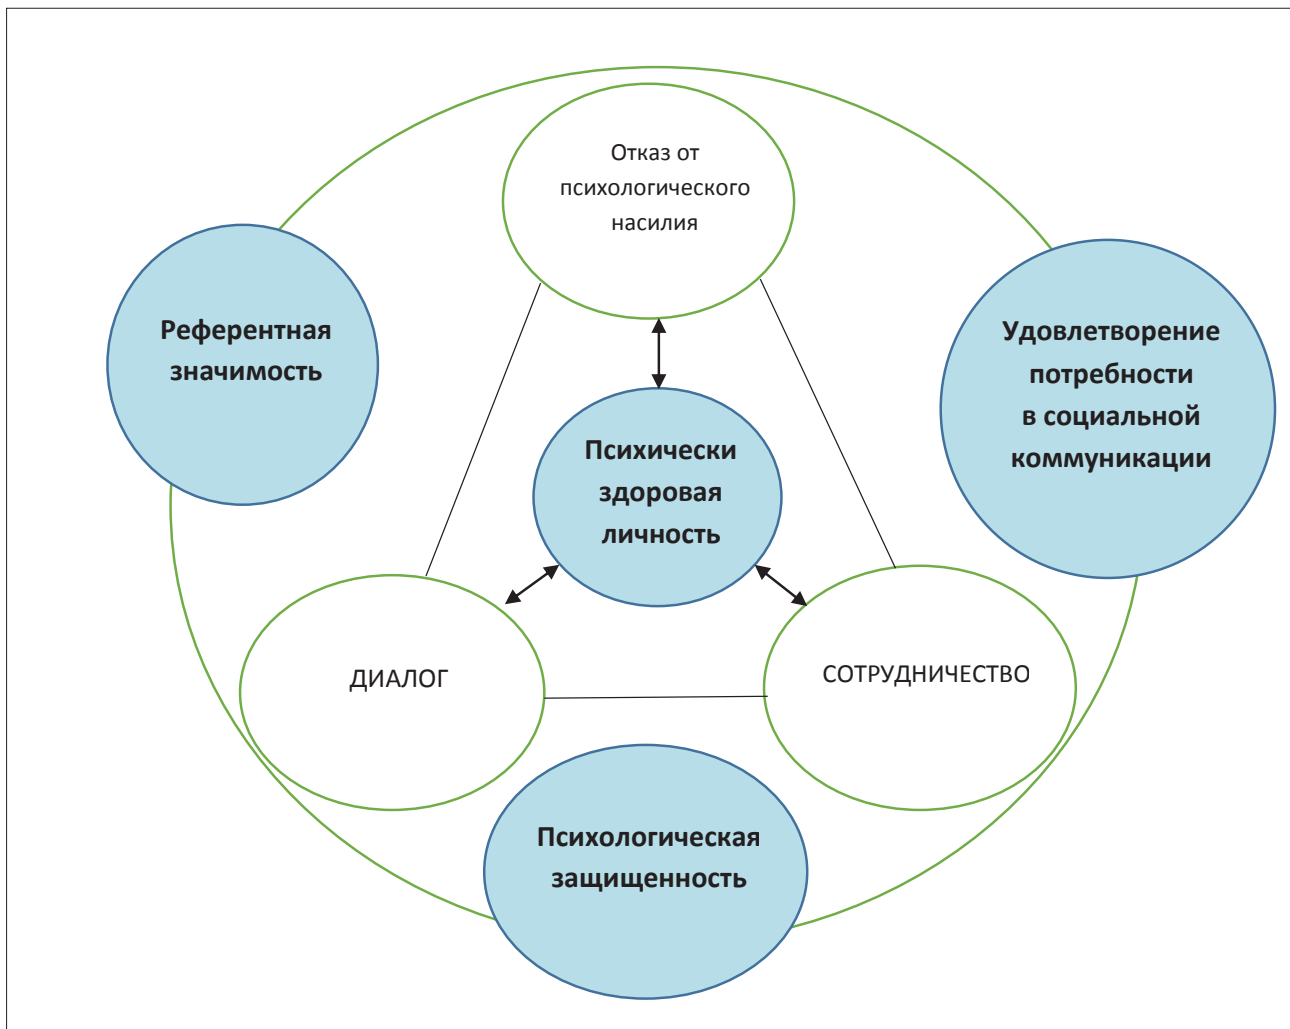 Отказ от
психологического
насилия
Референтная
значимость
Удовлетворение
потребности
в социальной
коммуникации
Психически
здоровая
личность
ДИАЛОГ
СОТРУДНИЧЕСТВО
Психологическая
защищенность